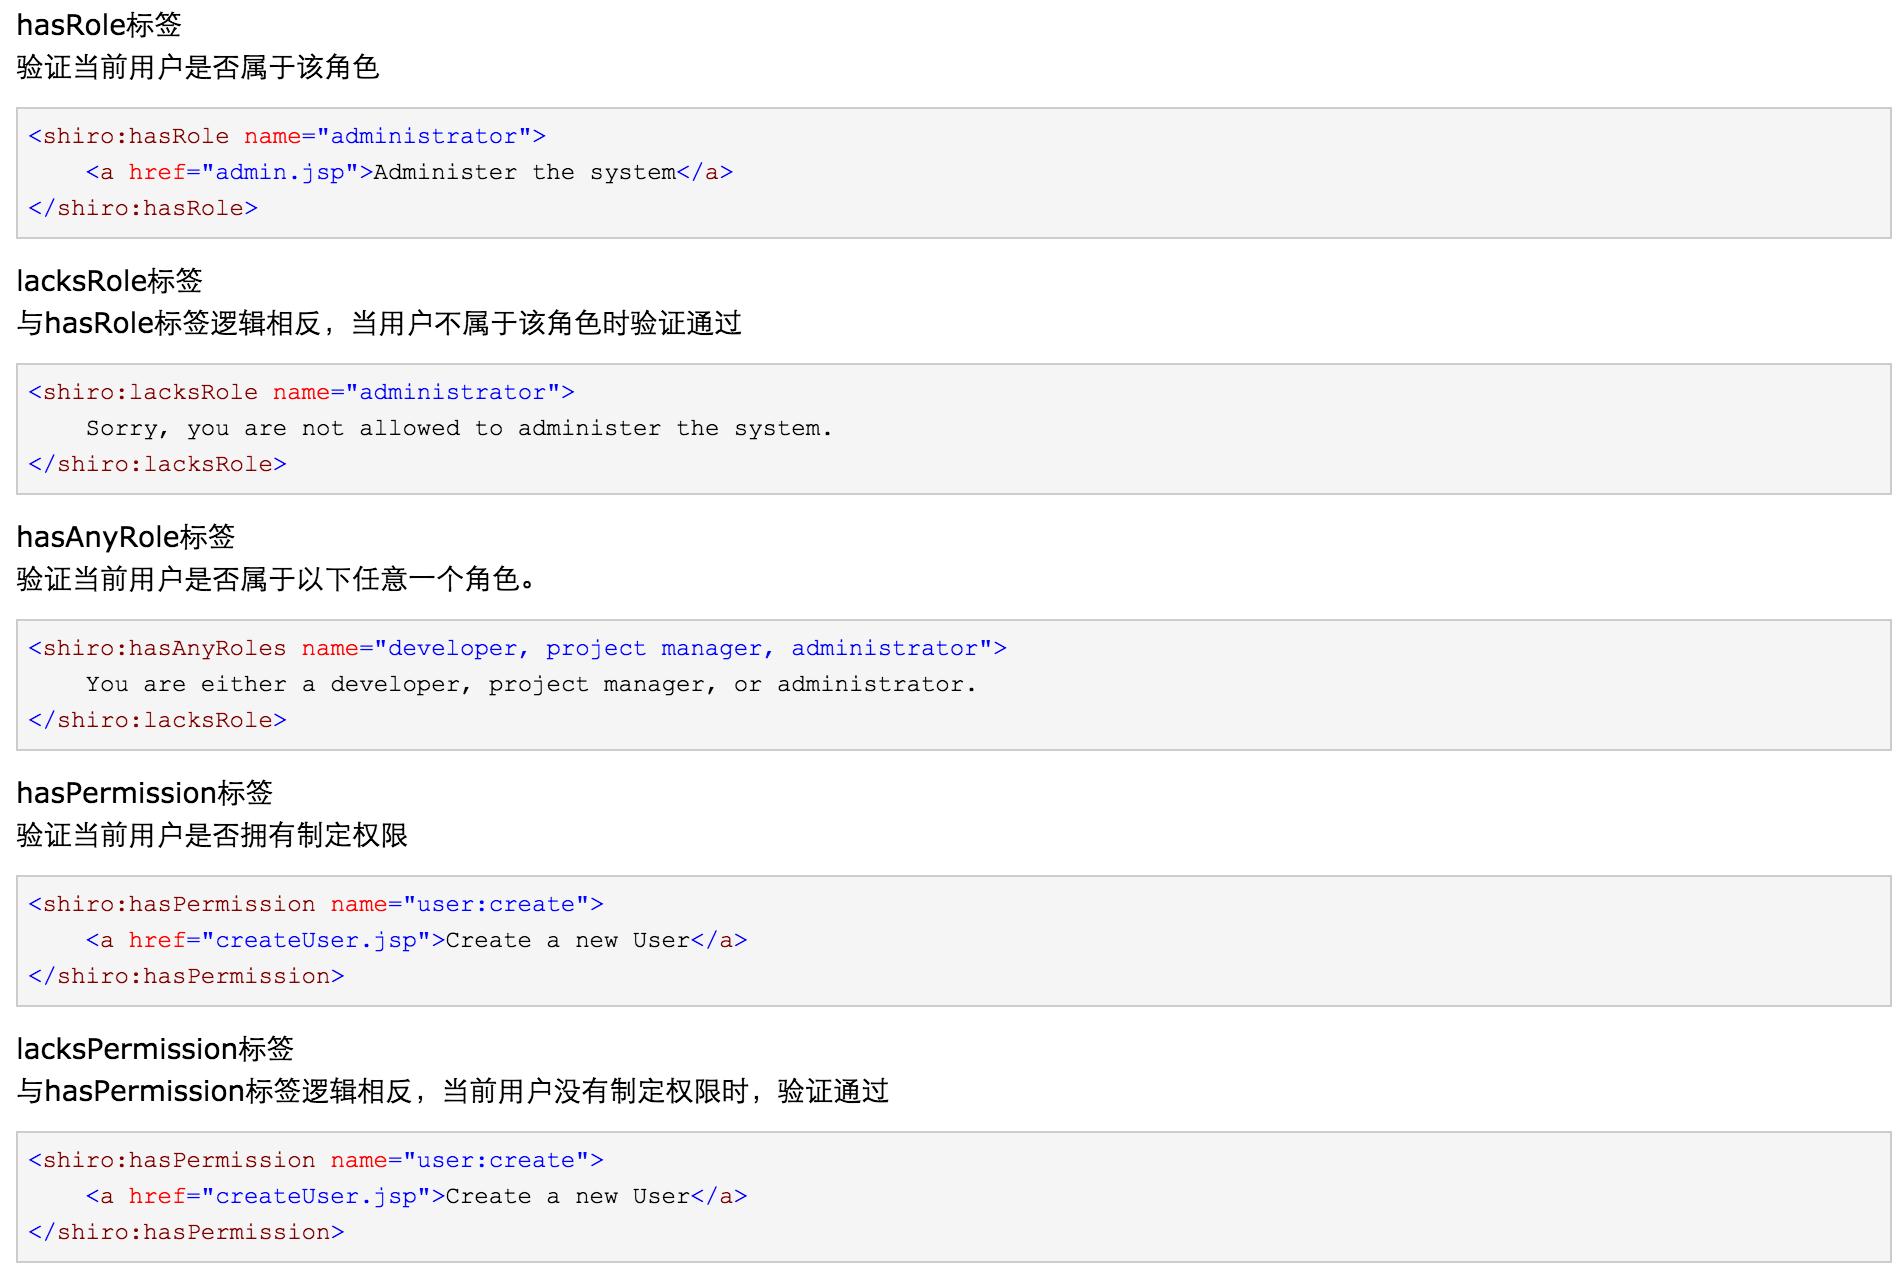 hasRole标签
验证当前用户是否属于该角色
<shiro:hasRole name="administrator">
    <a href="admin.jsp">Administer the system</a>
</shiro:hasRole>
lacksRole标签
与hasRole标签逻辑相反，当用户不属于该角色时验证通过
<shiro:lacksRole name="administrator">
    Sorry, you are not allowed to administer the system.
</shiro:lacksRole>
hasAnyRole标签
验证当前用户是否属于以下任意一个角色。
<shiro:hasAnyRoles name="developer, project manager, administrator">
    You are either a developer, project manager, or administrator.
</shiro:lacksRole>
hasPermission标签
验证当前用户是否拥有制定权限
<shiro:hasPermission name="user:create">
    <a href="createUser.jsp">Create a new User</a>
</shiro:hasPermission>
lacksPermission标签
与hasPermission标签逻辑相反，当前用户没有制定权限时，验证通过
<shiro:hasPermission name="user:create">
    <a href="createUser.jsp">Create a new User</a>
</shiro:hasPermission>